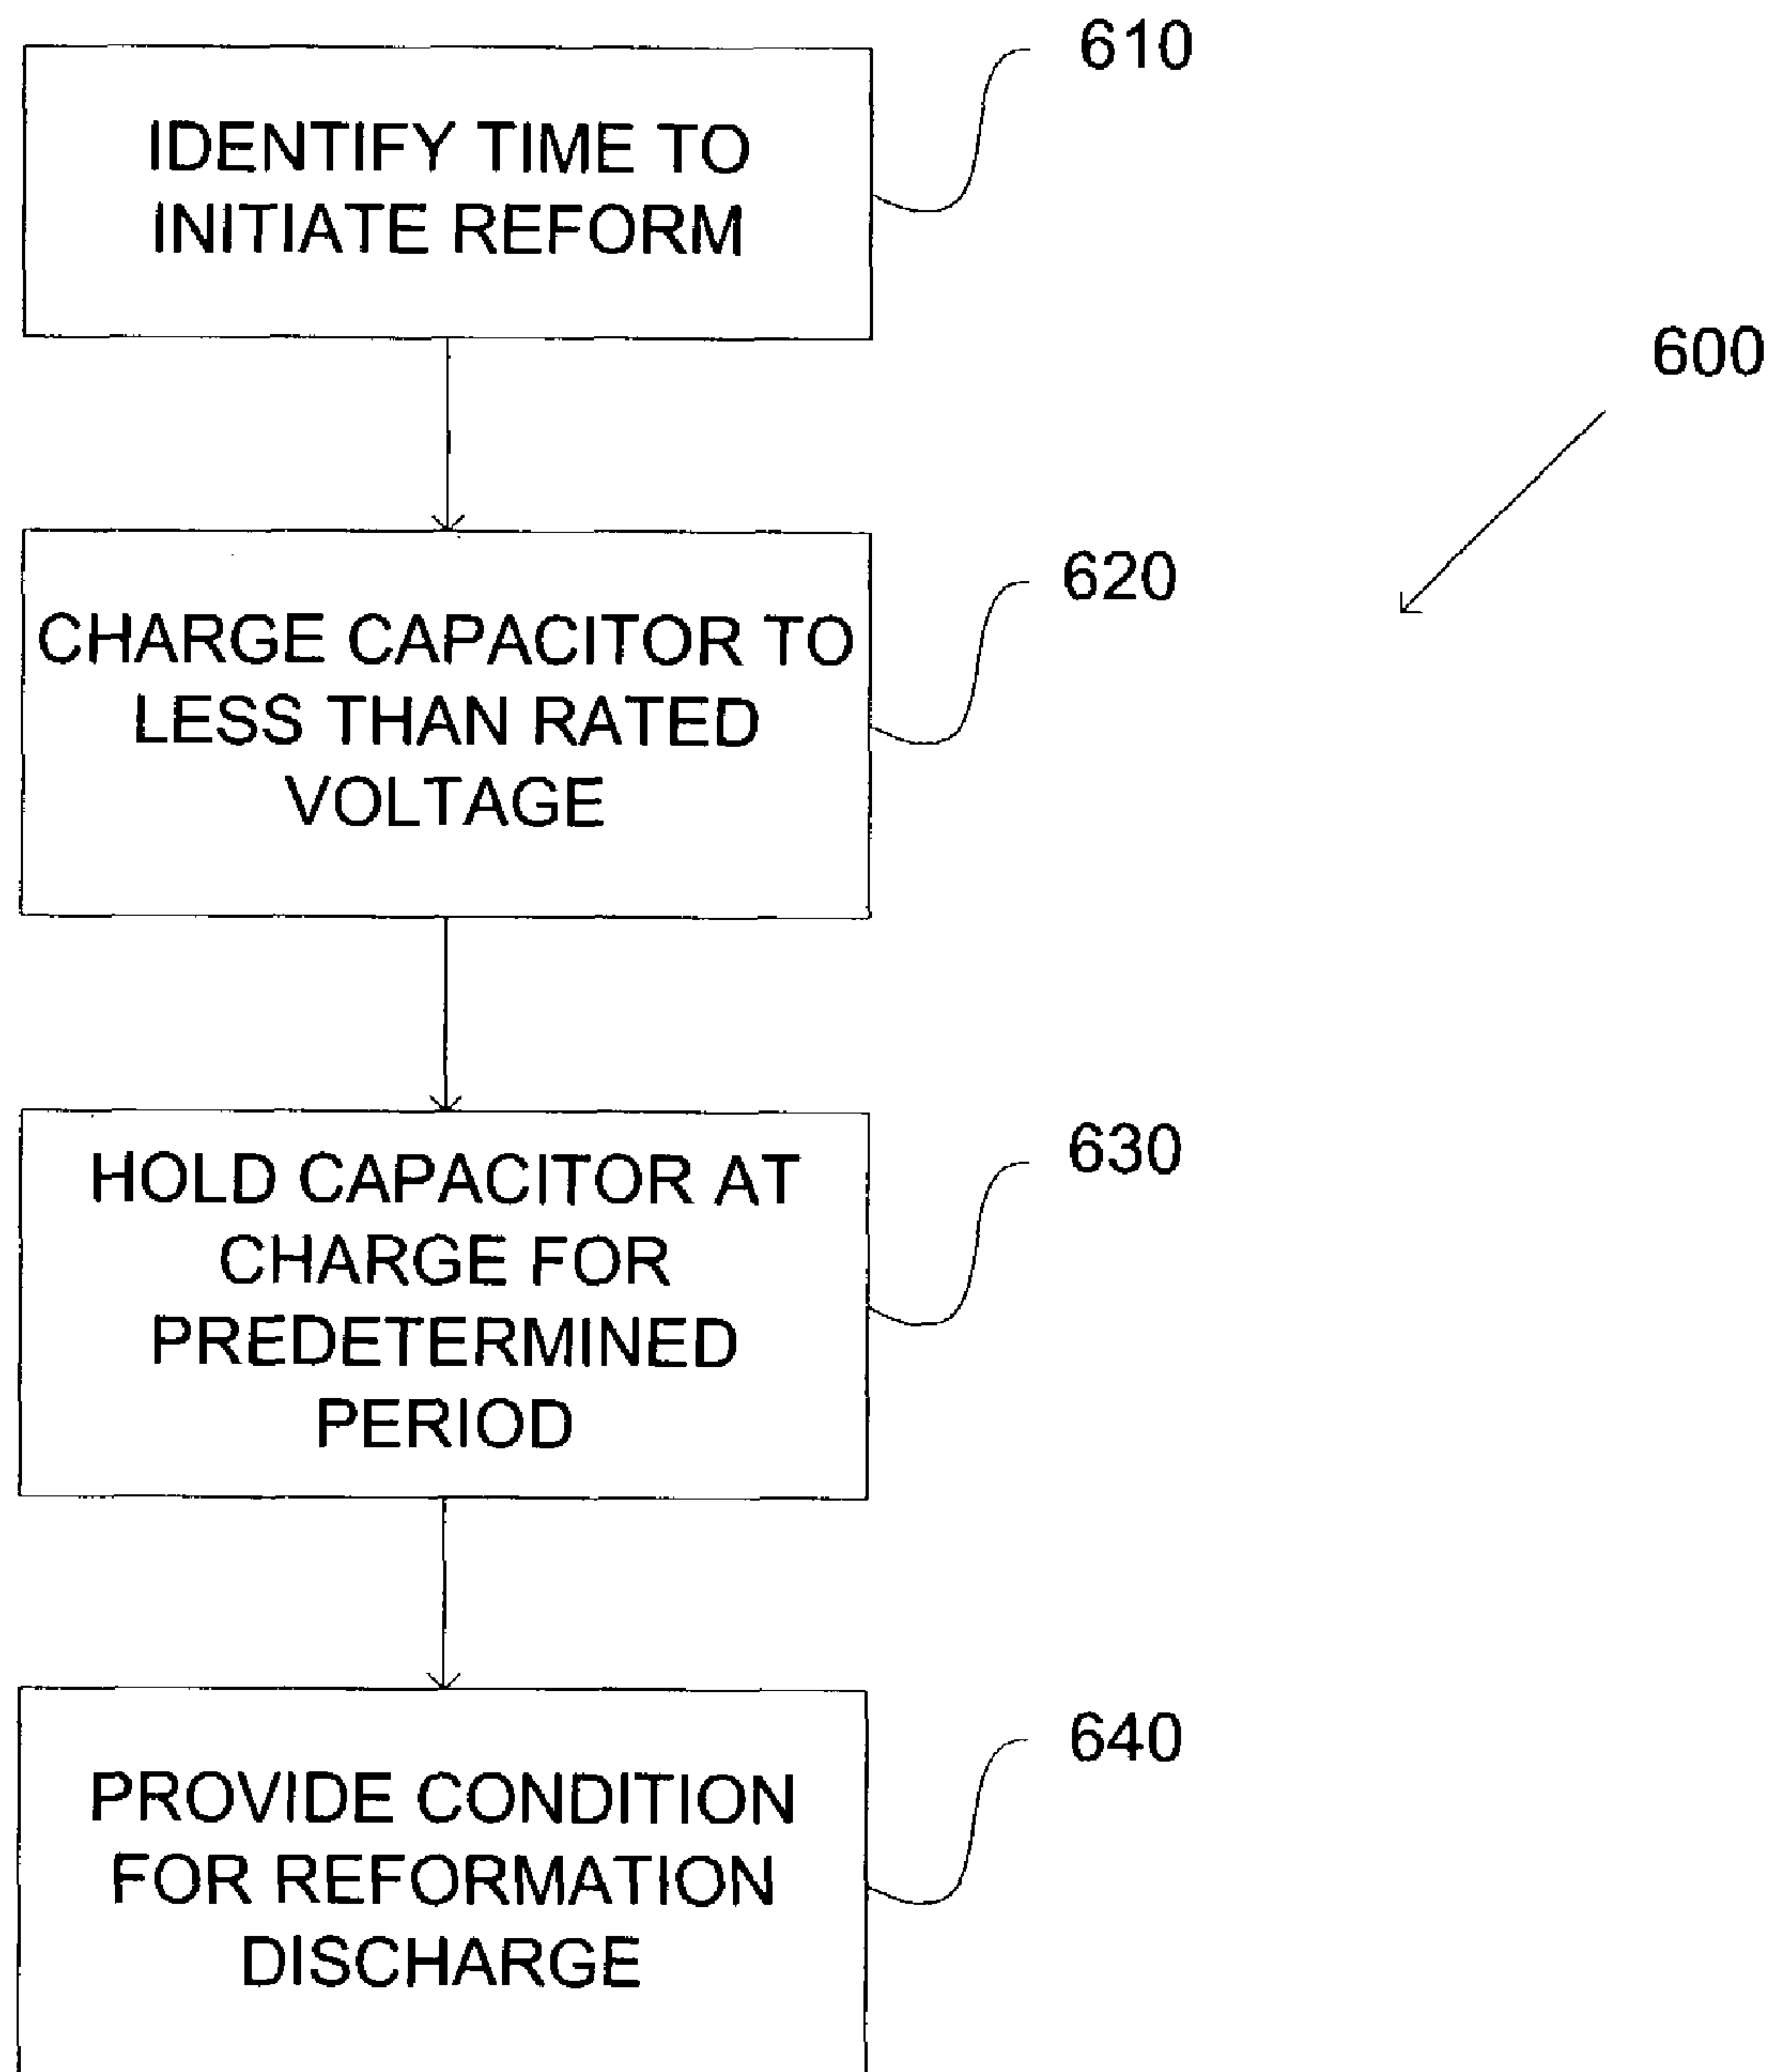 610
IDENTIFY TIME TO
INITIATE REFORM
600
620
CHARGE CAPACITOR TO
LESS THAN RATED
VOLTAGE
630
HOLD CAPACITOR AT
CHARGE FOR
PREDETERMINED
PERIOD
640
PROVIDE CONDITION
FOR REFORMATION
DISCHARGE